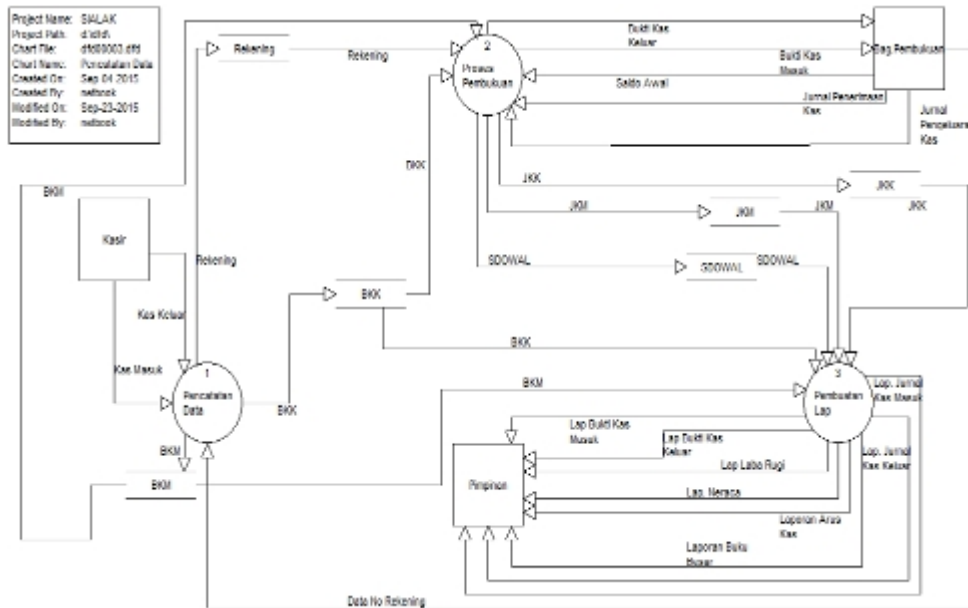 Project Name: SIALAK
Project Path: d:\dfd\
Chart File: dfd00003.dfd
Chart Name: Pencatatan Data
Created On: Sep-04-2015
Created By: netbook
Modified On: Sep-23-2015
Modified By: netbook
Rekening
Rekening
2
Proses
Pembukuan
Bukti Kas
Keluar
Bukti Kas
Masuk
Saldo Awal
Jurnal Penerimaan
Kas
Bag.Pembukuan
Jurnal
Pengeluaran
Kas
BKM
BKK
JKK
JKK
JKK
JKM
JKM
JKM
SDOWAL
SDOWAL
SDOWAL
Kasir
Rekening
Kas Keluar
Kas Masuk
BKK
BKK
1
Pencatatan
Data
BKK
BKM
BKM
BKM
3
Pembuatan
Lap
Lap. Jurnal
Kas Masuk
Lap Bukti Kas
Masuk
Lap Bukti Kas
Keluar
Lap. Jurnal
Kas Keluar
Lap Laba Rugi
Pimpinan
Lap. Neraca
Laporan Arus
Kas
Laporan Buku
Besar
Data No Rekening